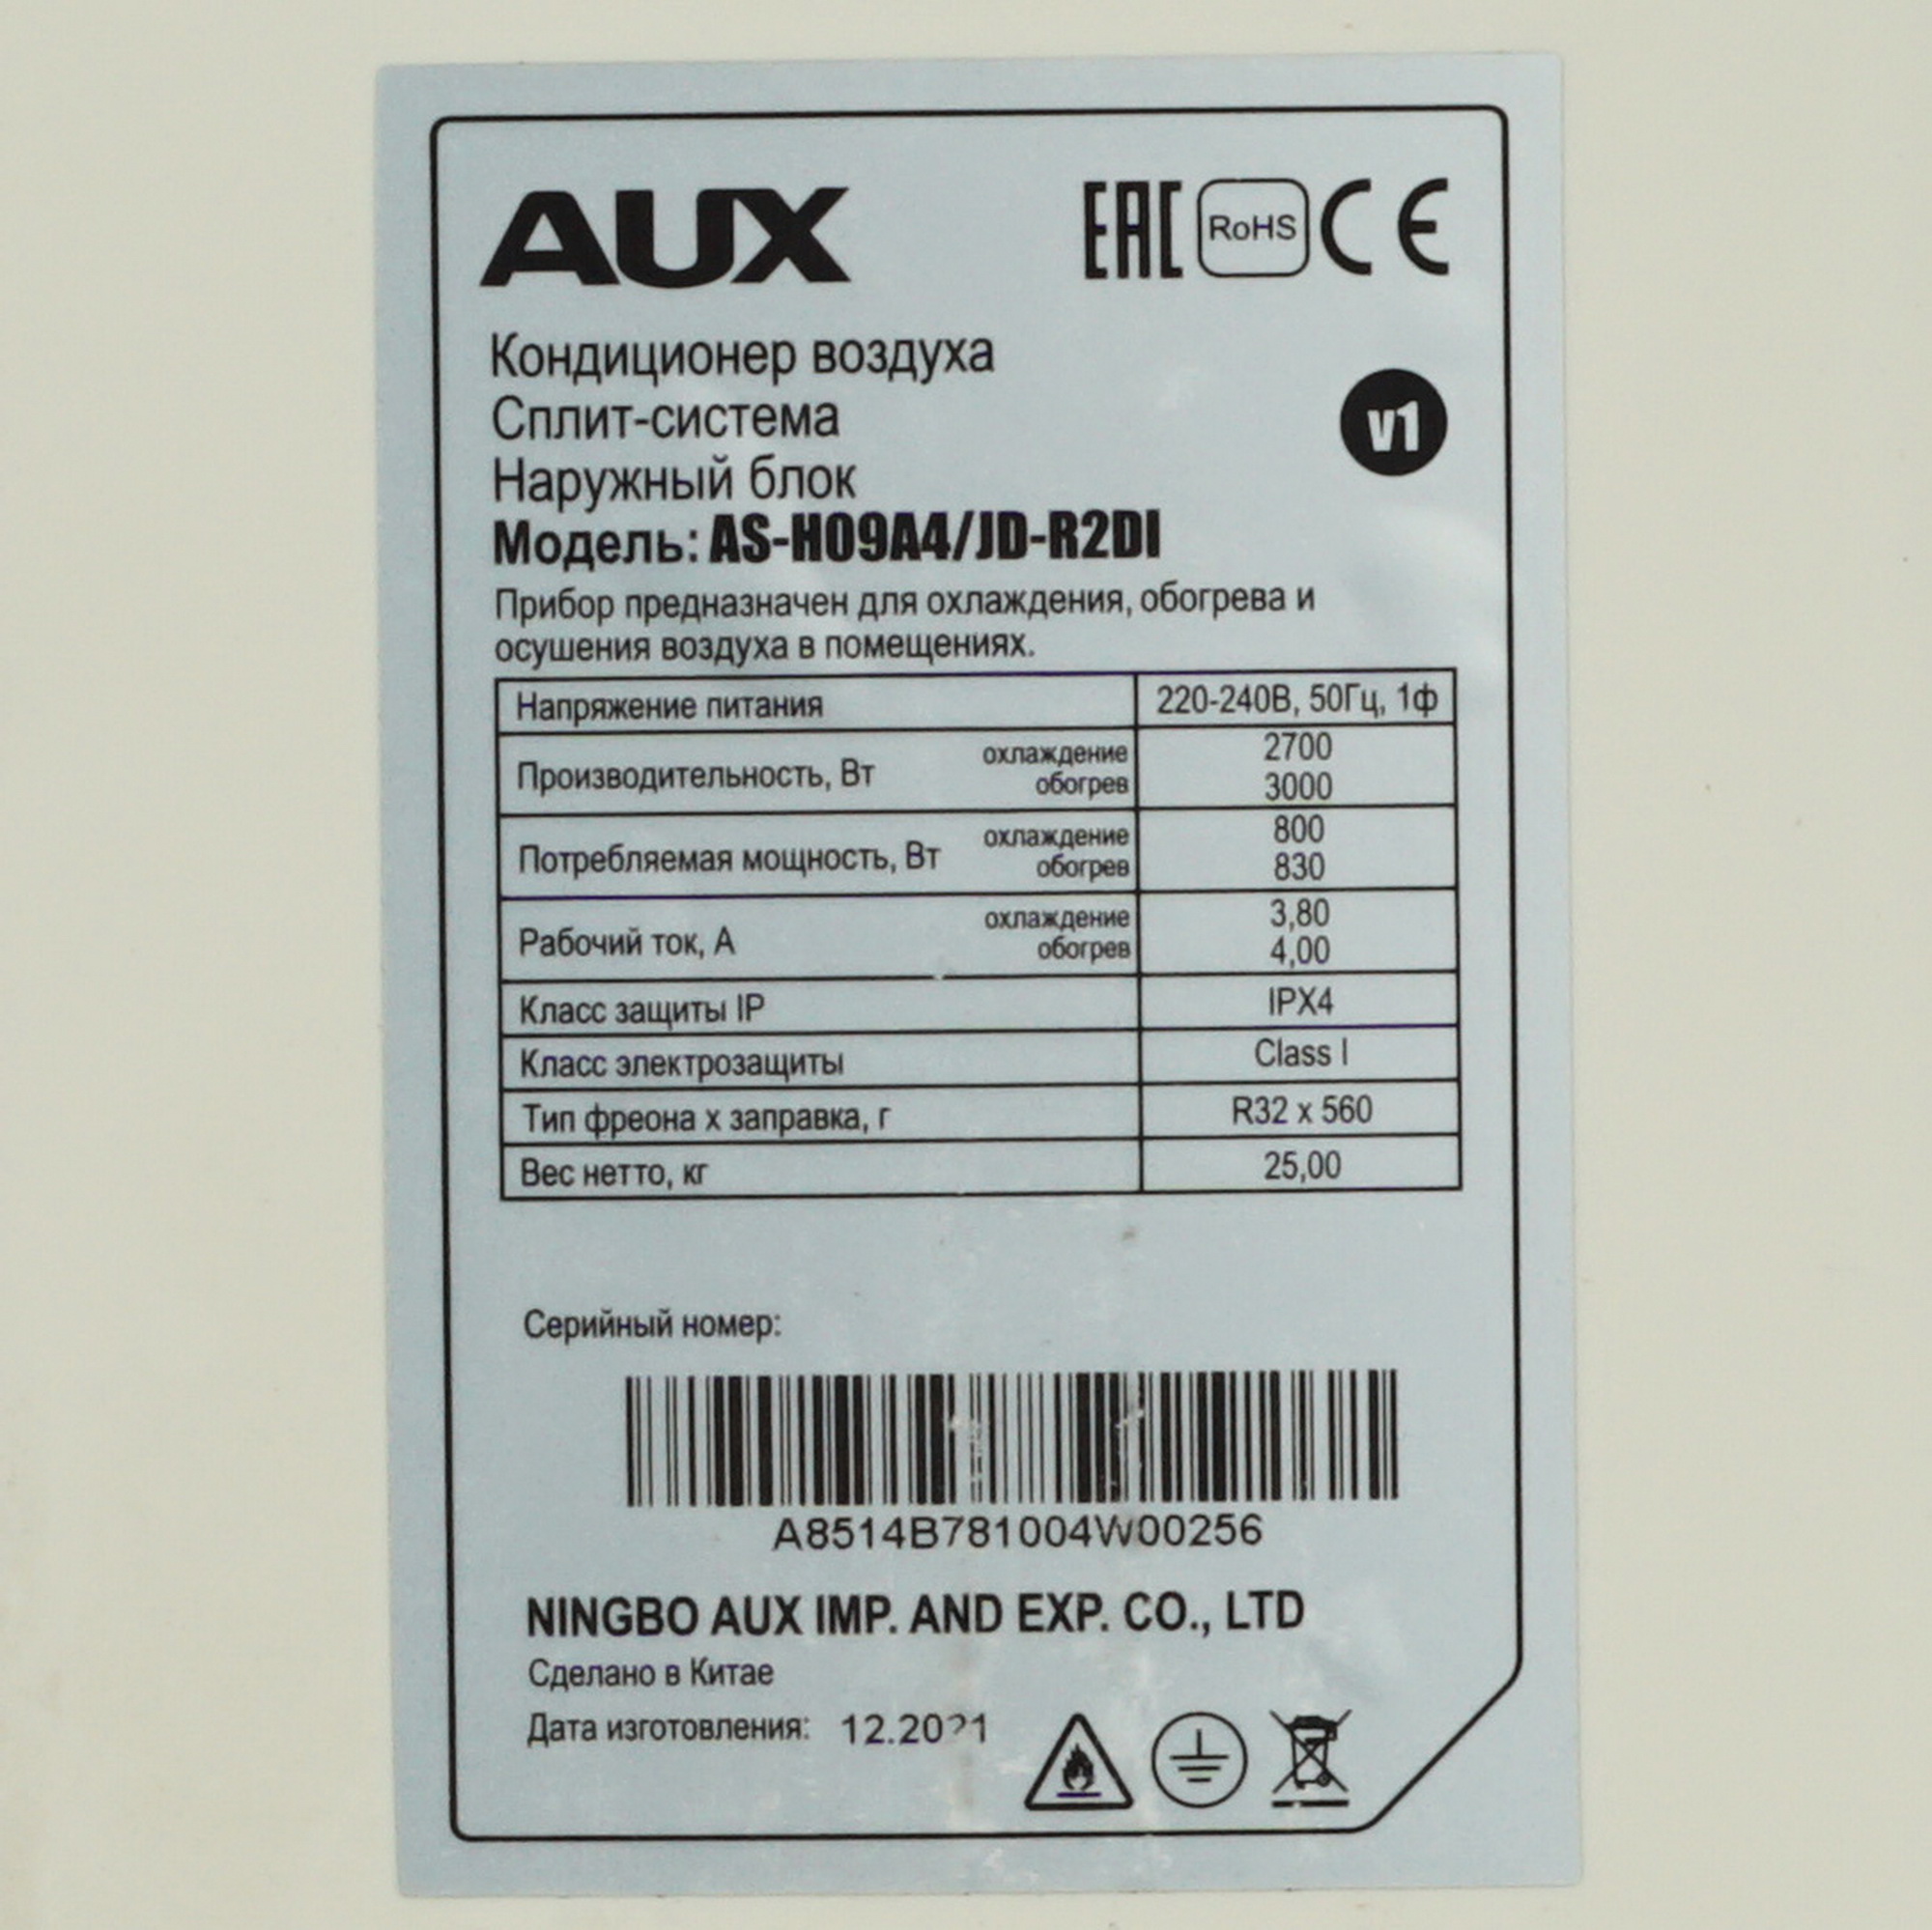 AUX
EAC RoHS CE
Кондиционер воздуха
Сплит-система
v1
Наружный блок
Модель: AS-H09A4/JD-R2DI
Прибор предназначен для охлаждения, обогрева и
осушения воздуха в помещениях.
Напряжение питания 220-240В, 50Гц, 1ф
Производительность, Вт охлаждение 2700
обогрев 3000
Потребляемая мощность, Вт охлаждение 800
обогрев 830
Рабочий ток, А охлаждение 3,80
обогрев 4,00
Класс защиты IP IPX4
Класс электрозащиты Class I
Тип фреона x заправка, г R32 x 560
Вес нетто, кг 25,00
Серийный номер:
A8514B781004W00256
NINGBO AUX IMP. AND EXP. CO., LTD
Сделано в Китае
Дата изготовления: 12.2021